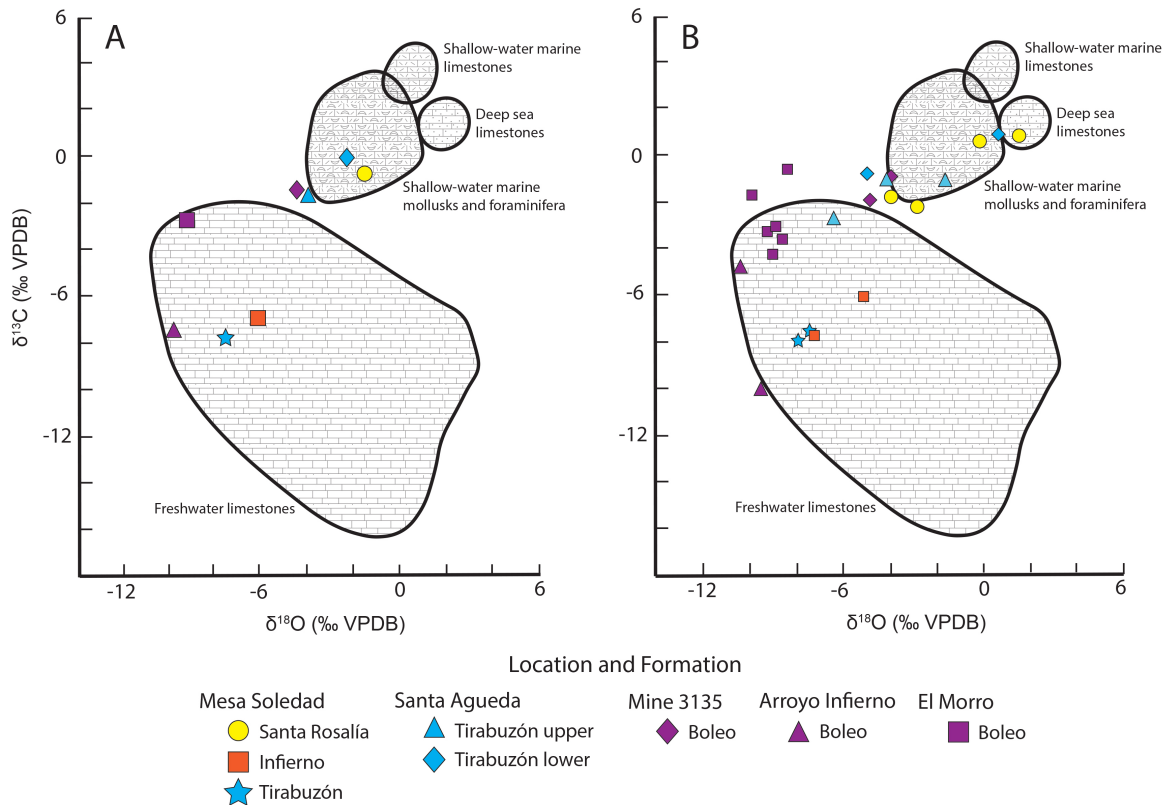 A
6
0
-6
-12
δ¹³C (‰ VPDB)
Shallow-water marine
limestones
Deep sea
limestones
Shallow-water marine
mollusks and foraminifera
Freshwater limestones
-12
-6
0
6
δ¹⁸O (‰ VPDB)
B
6
0
-6
-12
Shallow-water marine
limestones
Deep sea
limestones
Shallow-water marine
mollusks and foraminifera
Freshwater limestones
-12
-6
0
6
δ¹⁸O (‰ VPDB)
Location and Formation
Mesa Soledad
Santa Rosalía
Infierno
Tirabuzón
Santa Agueda
Tirabuzón upper
Tirabuzón lower
Mine 3135
Boleo
Arroyo Infierno
Boleo
El Morro
Boleo